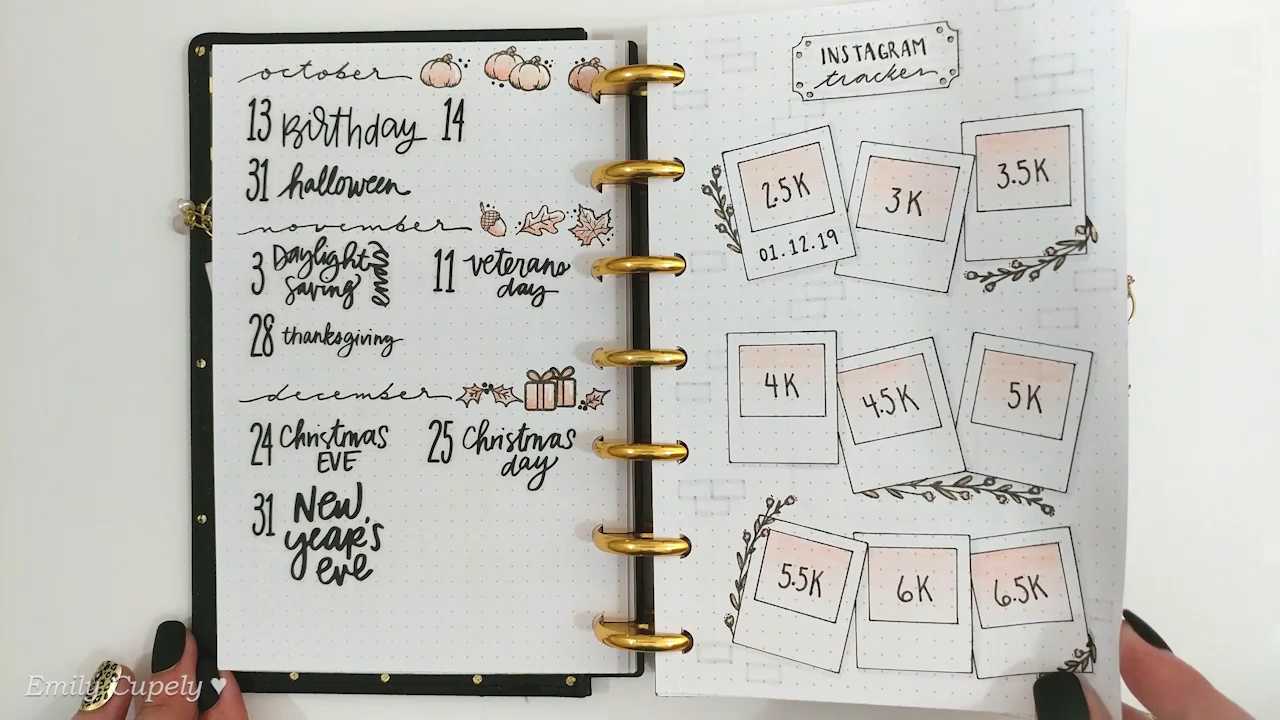 october
13 Birthday 14
31 halloween
november
3 Daylight Saving ends
11 veterans day
28 thanksgiving
december
24 Christmas EVE
25 Christmas day
31 New year's eve
INSTAGRAM
tracker
2.5K
01.12.19
3K
3.5K
4K
4.5K
5K
5.5K
6K
6.5K
Emily Cupely ♥